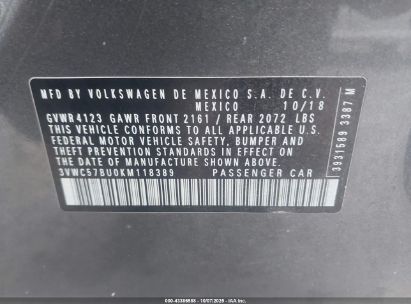 MFD BY VOLKSWAGEN DE MEXICO S.A. DE C.V.
MEXICO 10/18
GVWR 4123 GAWR FRONT 2161 / REAR 2072 LBS
THIS VEHICLE CONFORMS TO ALL APPLICABLE U.S.
FEDERAL MOTOR VEHICLE SAFETY, BUMPER AND
THEFT PREVENTION STANDARDS IN EFFECT ON
THE DATE OF MANUFACTURE SHOWN ABOVE
3VWC57BU0KM118389 PASSENGER CAR
3931589 3387 M